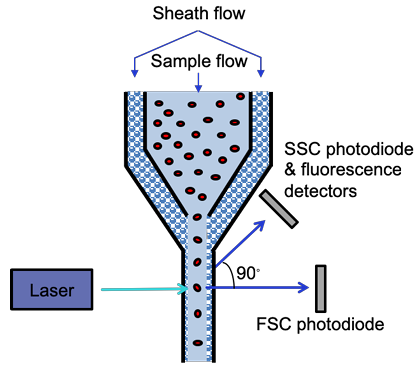 Sheath flow
Sample flow
SSC photodiode
& fluorescence
detectors
90°
Laser
FSC photodiode